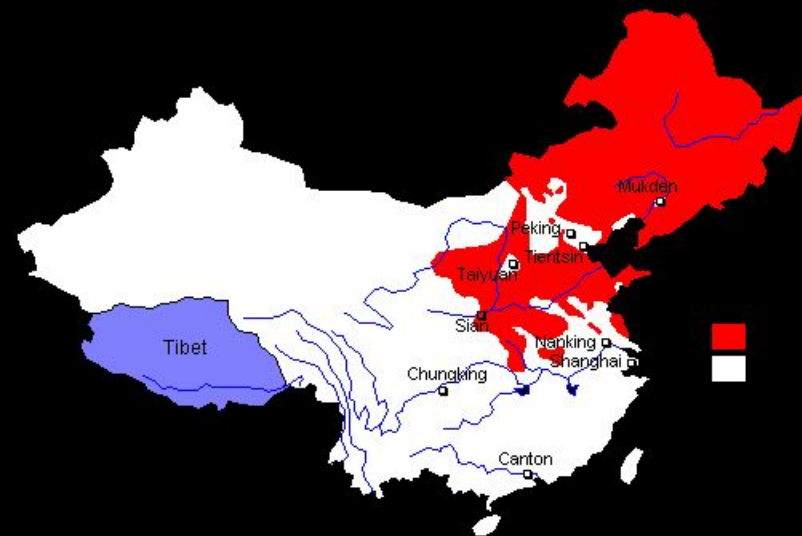 Mukden
Peking
Tientsin
Taiyuan
Sian
Nanking
Tibet
Shanghai
Chungking
Canton